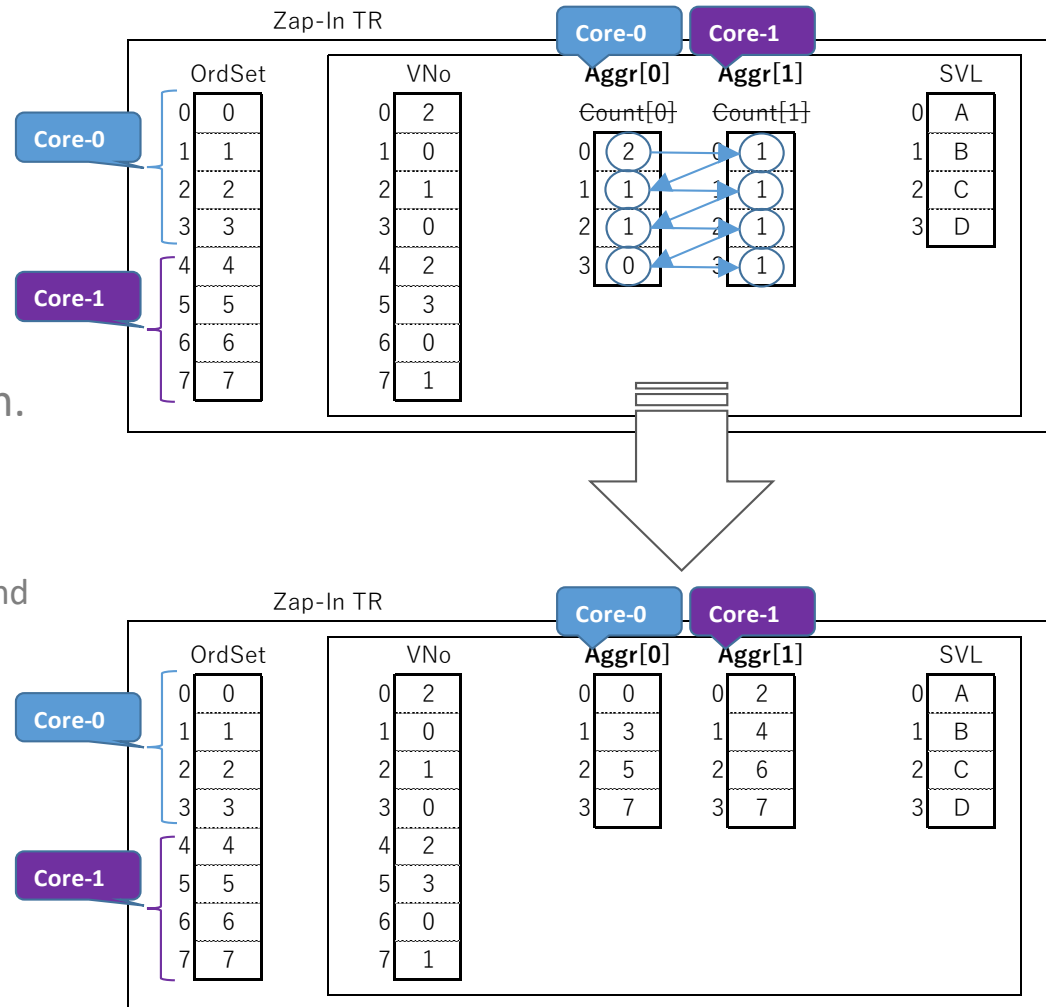 Zap-In TR
Core-0 Core-1
OrdSet VNo Aggr[0] Aggr[1] SVL
Count[0] Count[1]
0 0 0 2 0 2 0 1 0 A
Core-0
1 1 1 0 1 1 1 1 1 B
2 2 2 1 2 1 2 1 2 C
3 3 3 0 3 0 3 1 3 D
4 4 4 2
Core-1
5 5 5 3
6 6 6 0
7 7 7 1
n.
nd
Zap-In TR
Core-0 Core-1
OrdSet VNo Aggr[0] Aggr[1] SVL
0 0 0 2 0 0 0 2 0 A
Core-0
1 1 1 0 1 3 1 4 1 B
2 2 2 1 2 5 2 6 2 C
3 3 3 0 3 7 3 7 3 D
4 4 4 2
Core-1
5 5 5 3
6 6 6 0
7 7 7 1